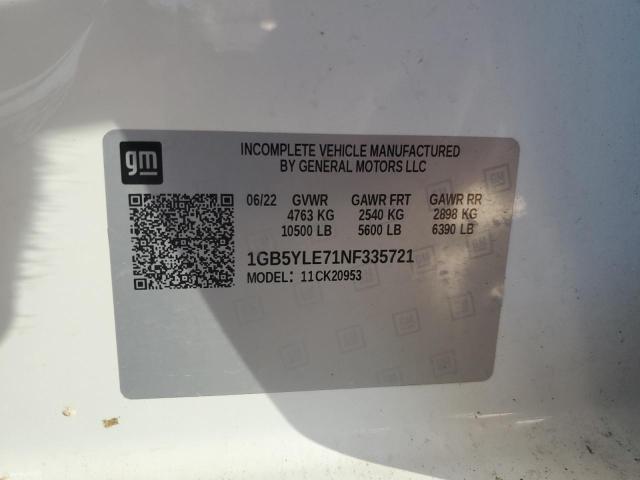 gm
INCOMPLETE VEHICLE MANUFACTURED
BY GENERAL MOTORS LLC
06/22 GVWR GAWR FRT GAWR RR
4763 KG 2540 KG 2898 KG
10500 LB 5600 LB 6390 LB
1GB5YLE71NF335721
MODEL: 11CK20953